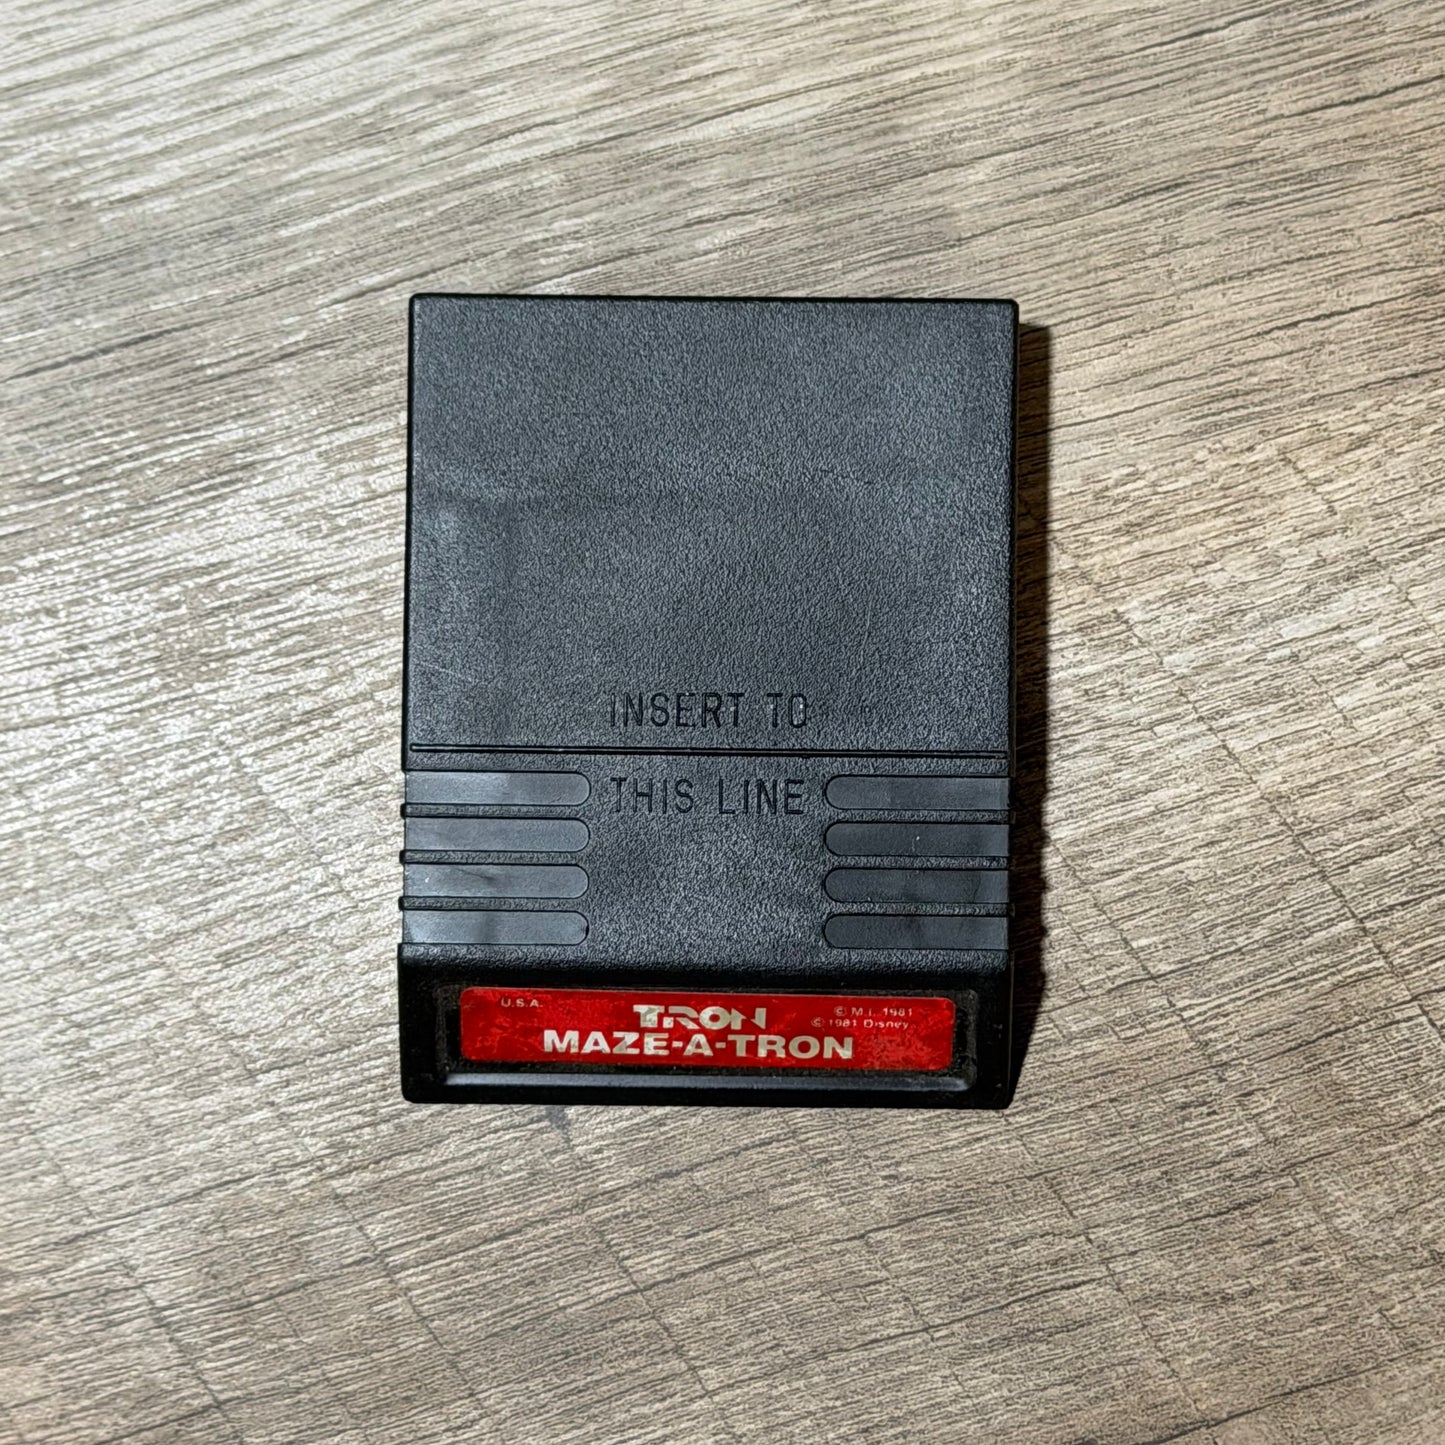 INSERT TO
THIS LINE
U.S.A.
TRON
MAZE-A-TRON
© M.I. 1981
© 1981 Disney